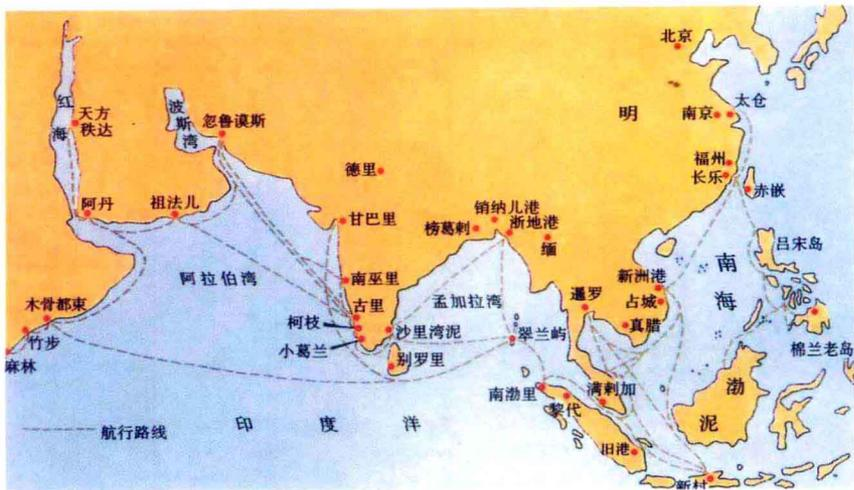 北京
明
南京
太仓
福州
长乐
赤嵌
吕宋岛
南海
棉兰老岛
渤泥
红海
天方
秩达
波斯湾
忽鲁谟斯
德里
阿丹
祖法儿
甘巴里
榜葛剌
销纳儿港
浙地港
缅
阿拉伯湾
南巫里
孟加拉湾
暹罗
新洲港
占城
真腊
木骨都束
竹步
麻林
古里
柯枝
小葛兰
沙里湾泥
别罗里
翠兰屿
南渤里
黎代
满剌加
旧港
新村
印度洋
航行路线